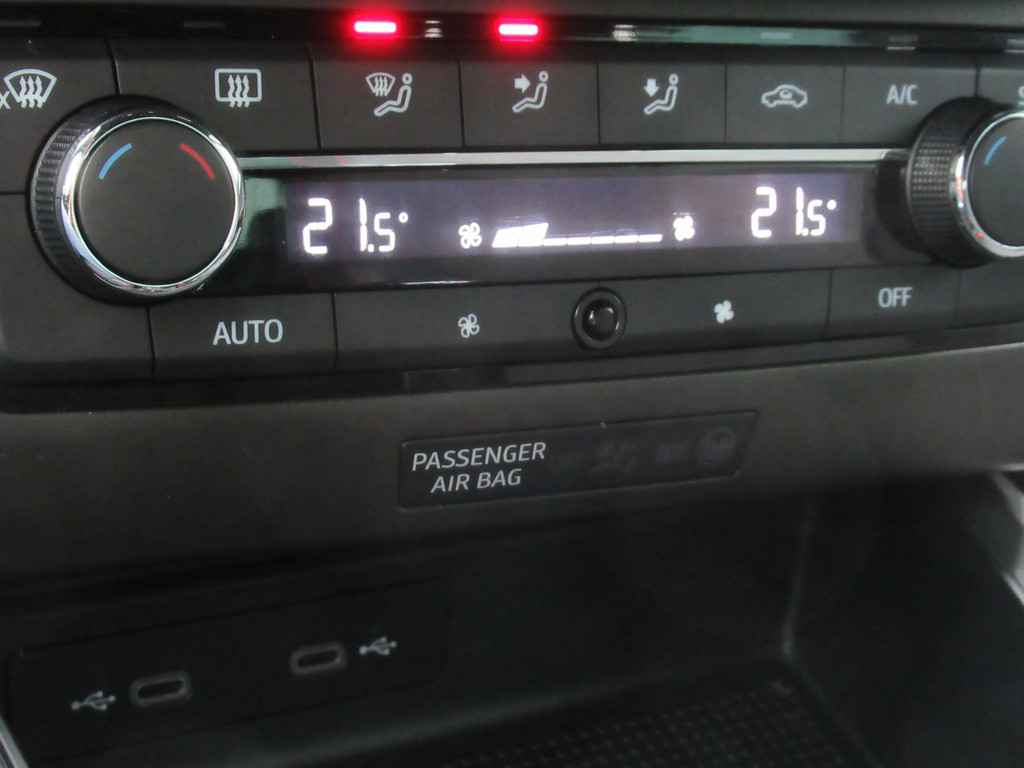 A/C
21.5°
21.5°
AUTO
OFF
PASSENGER
AIR BAG